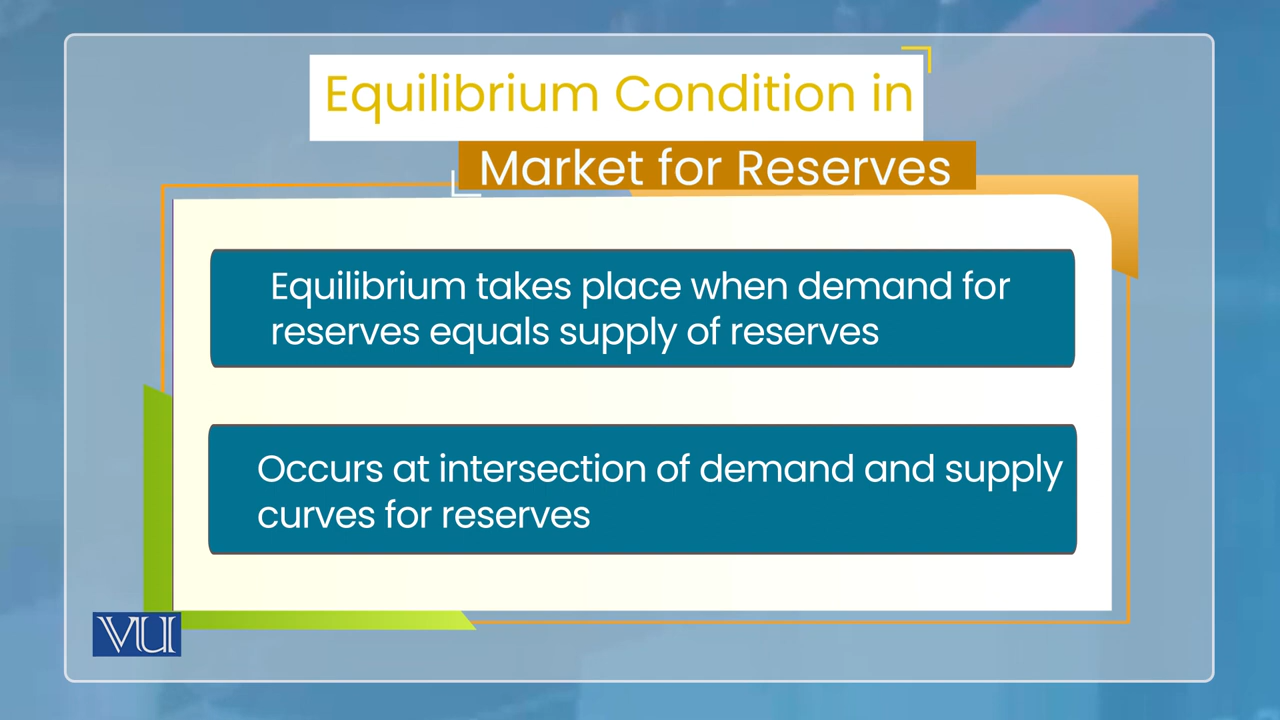 Equilibrium Condition in
Market for Reserves
Equilibrium takes place when demand for
reserves equals supply of reserves
Occurs at intersection of demand and supply
curves for reserves
VU